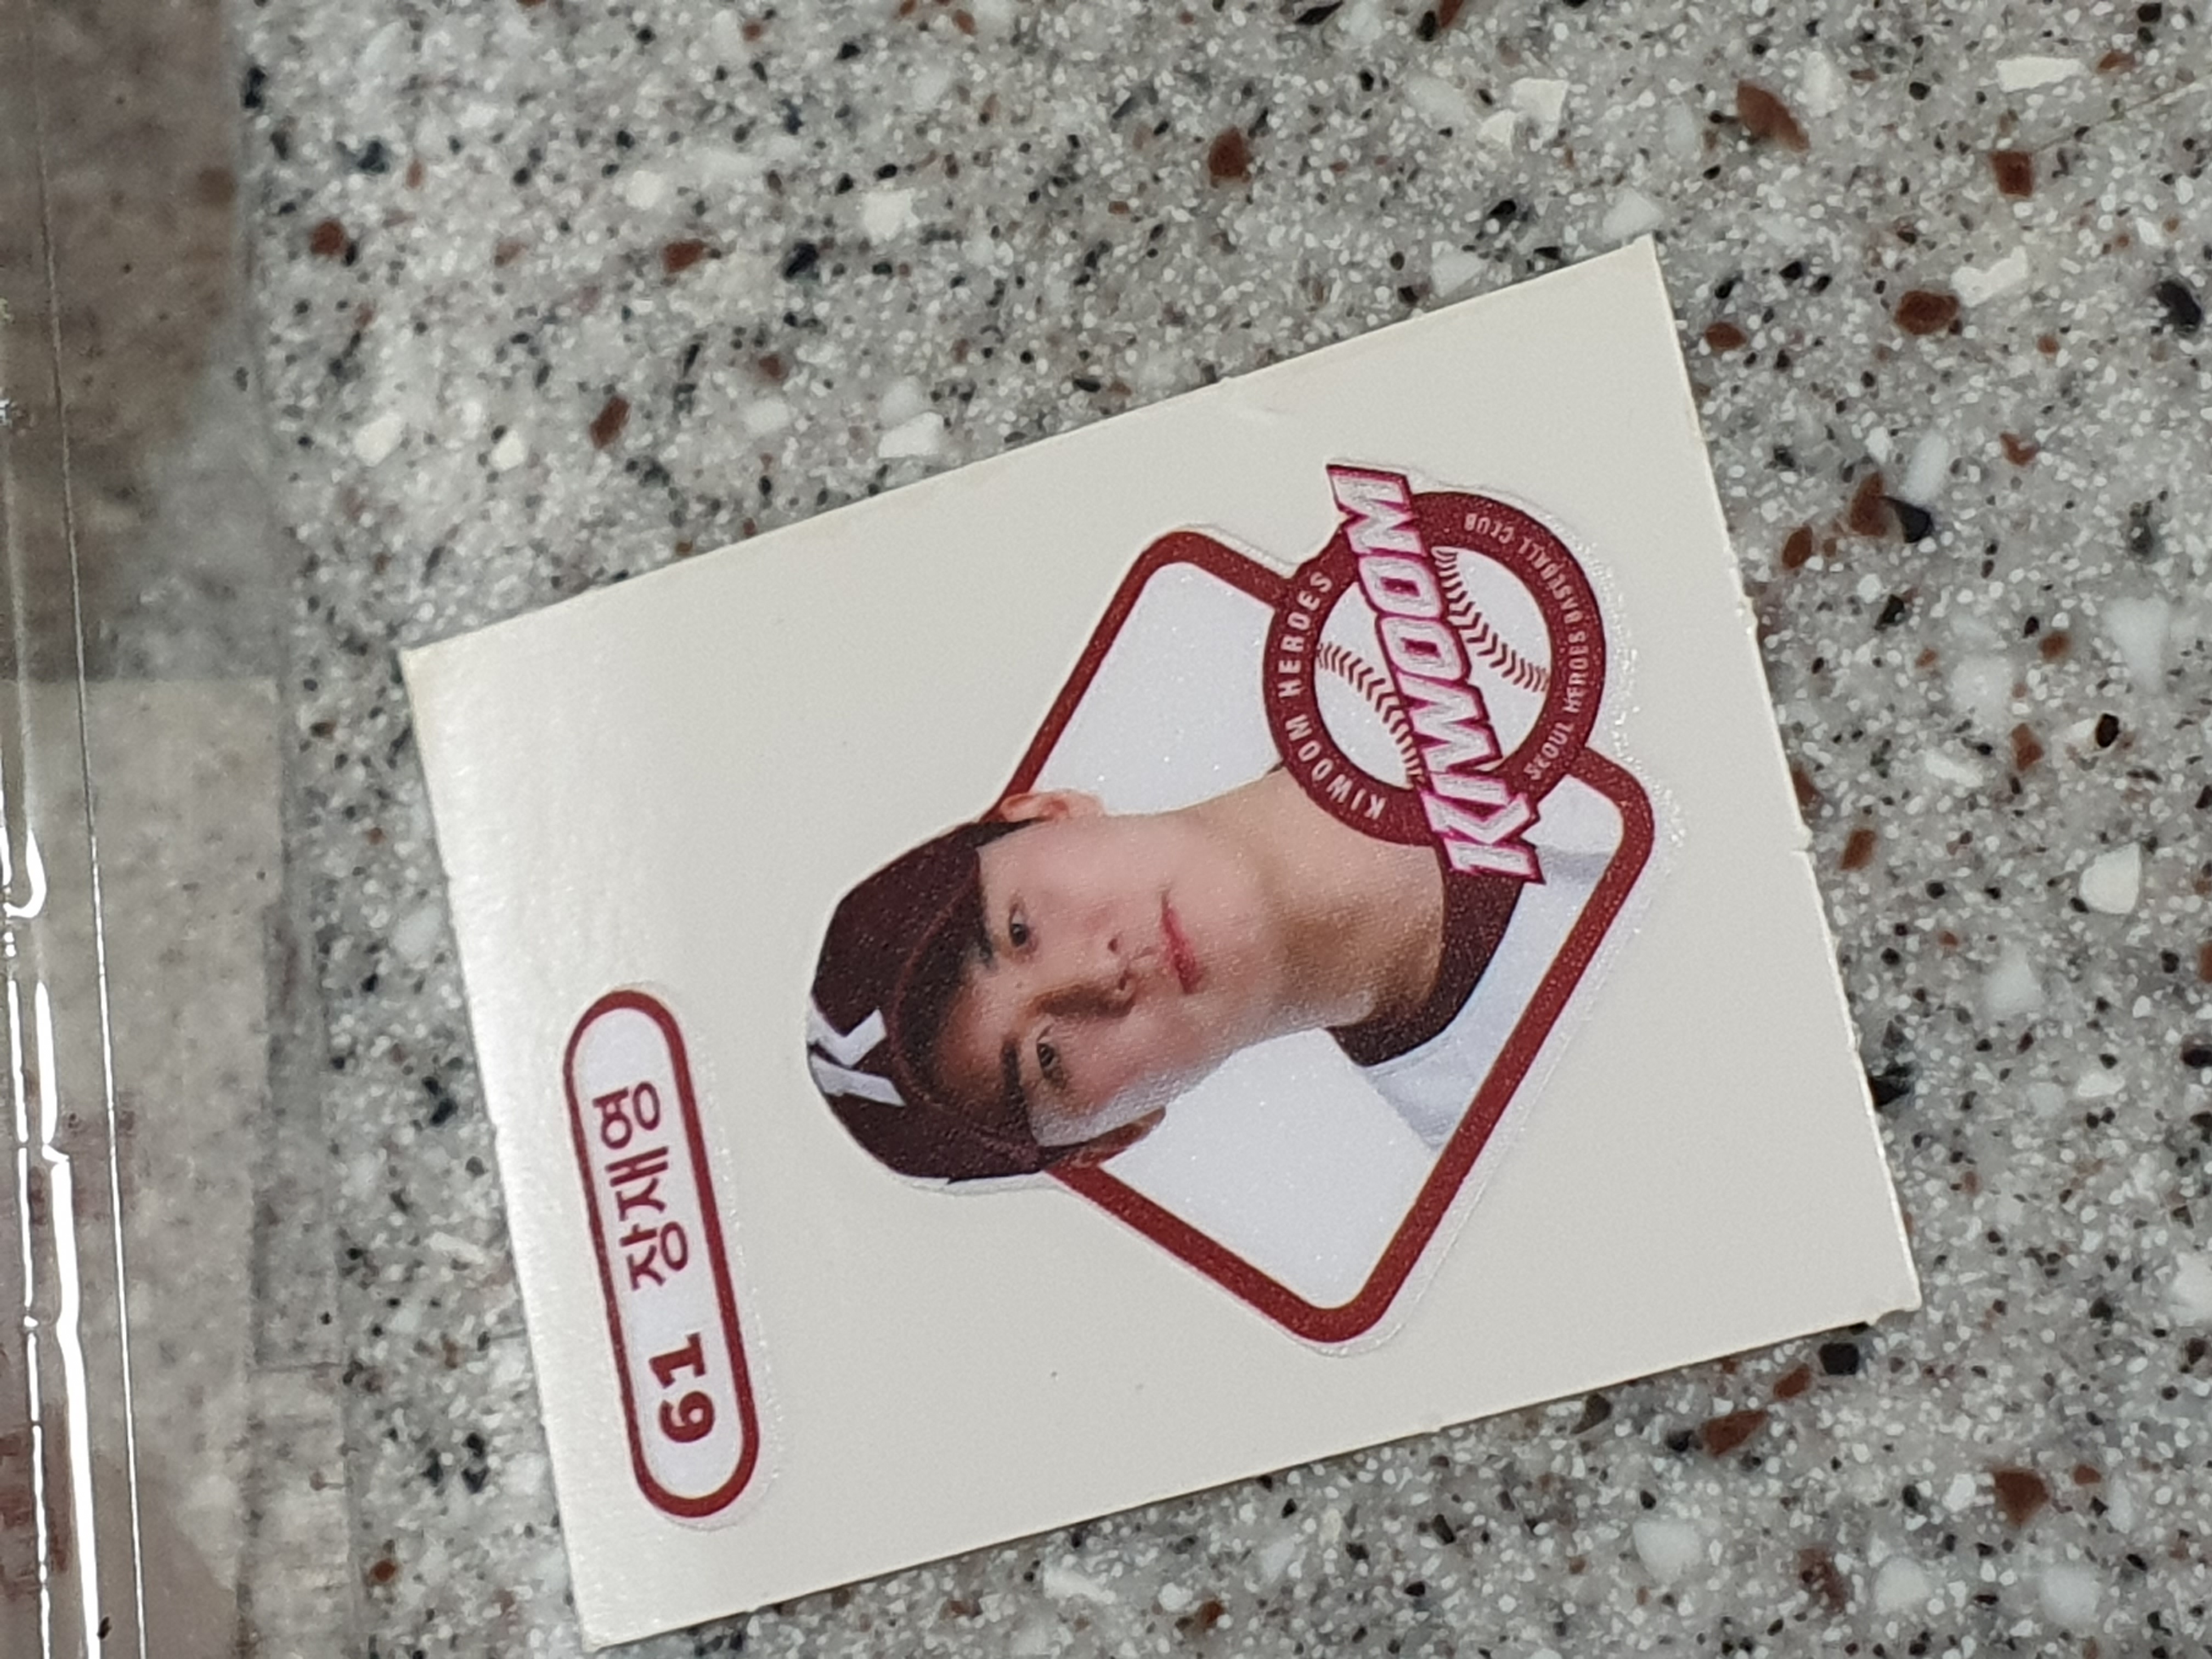 61 장재영
KIWOOM HEROES
KIWOOM
SEOUL HEROES BASEBALL CLUB
K